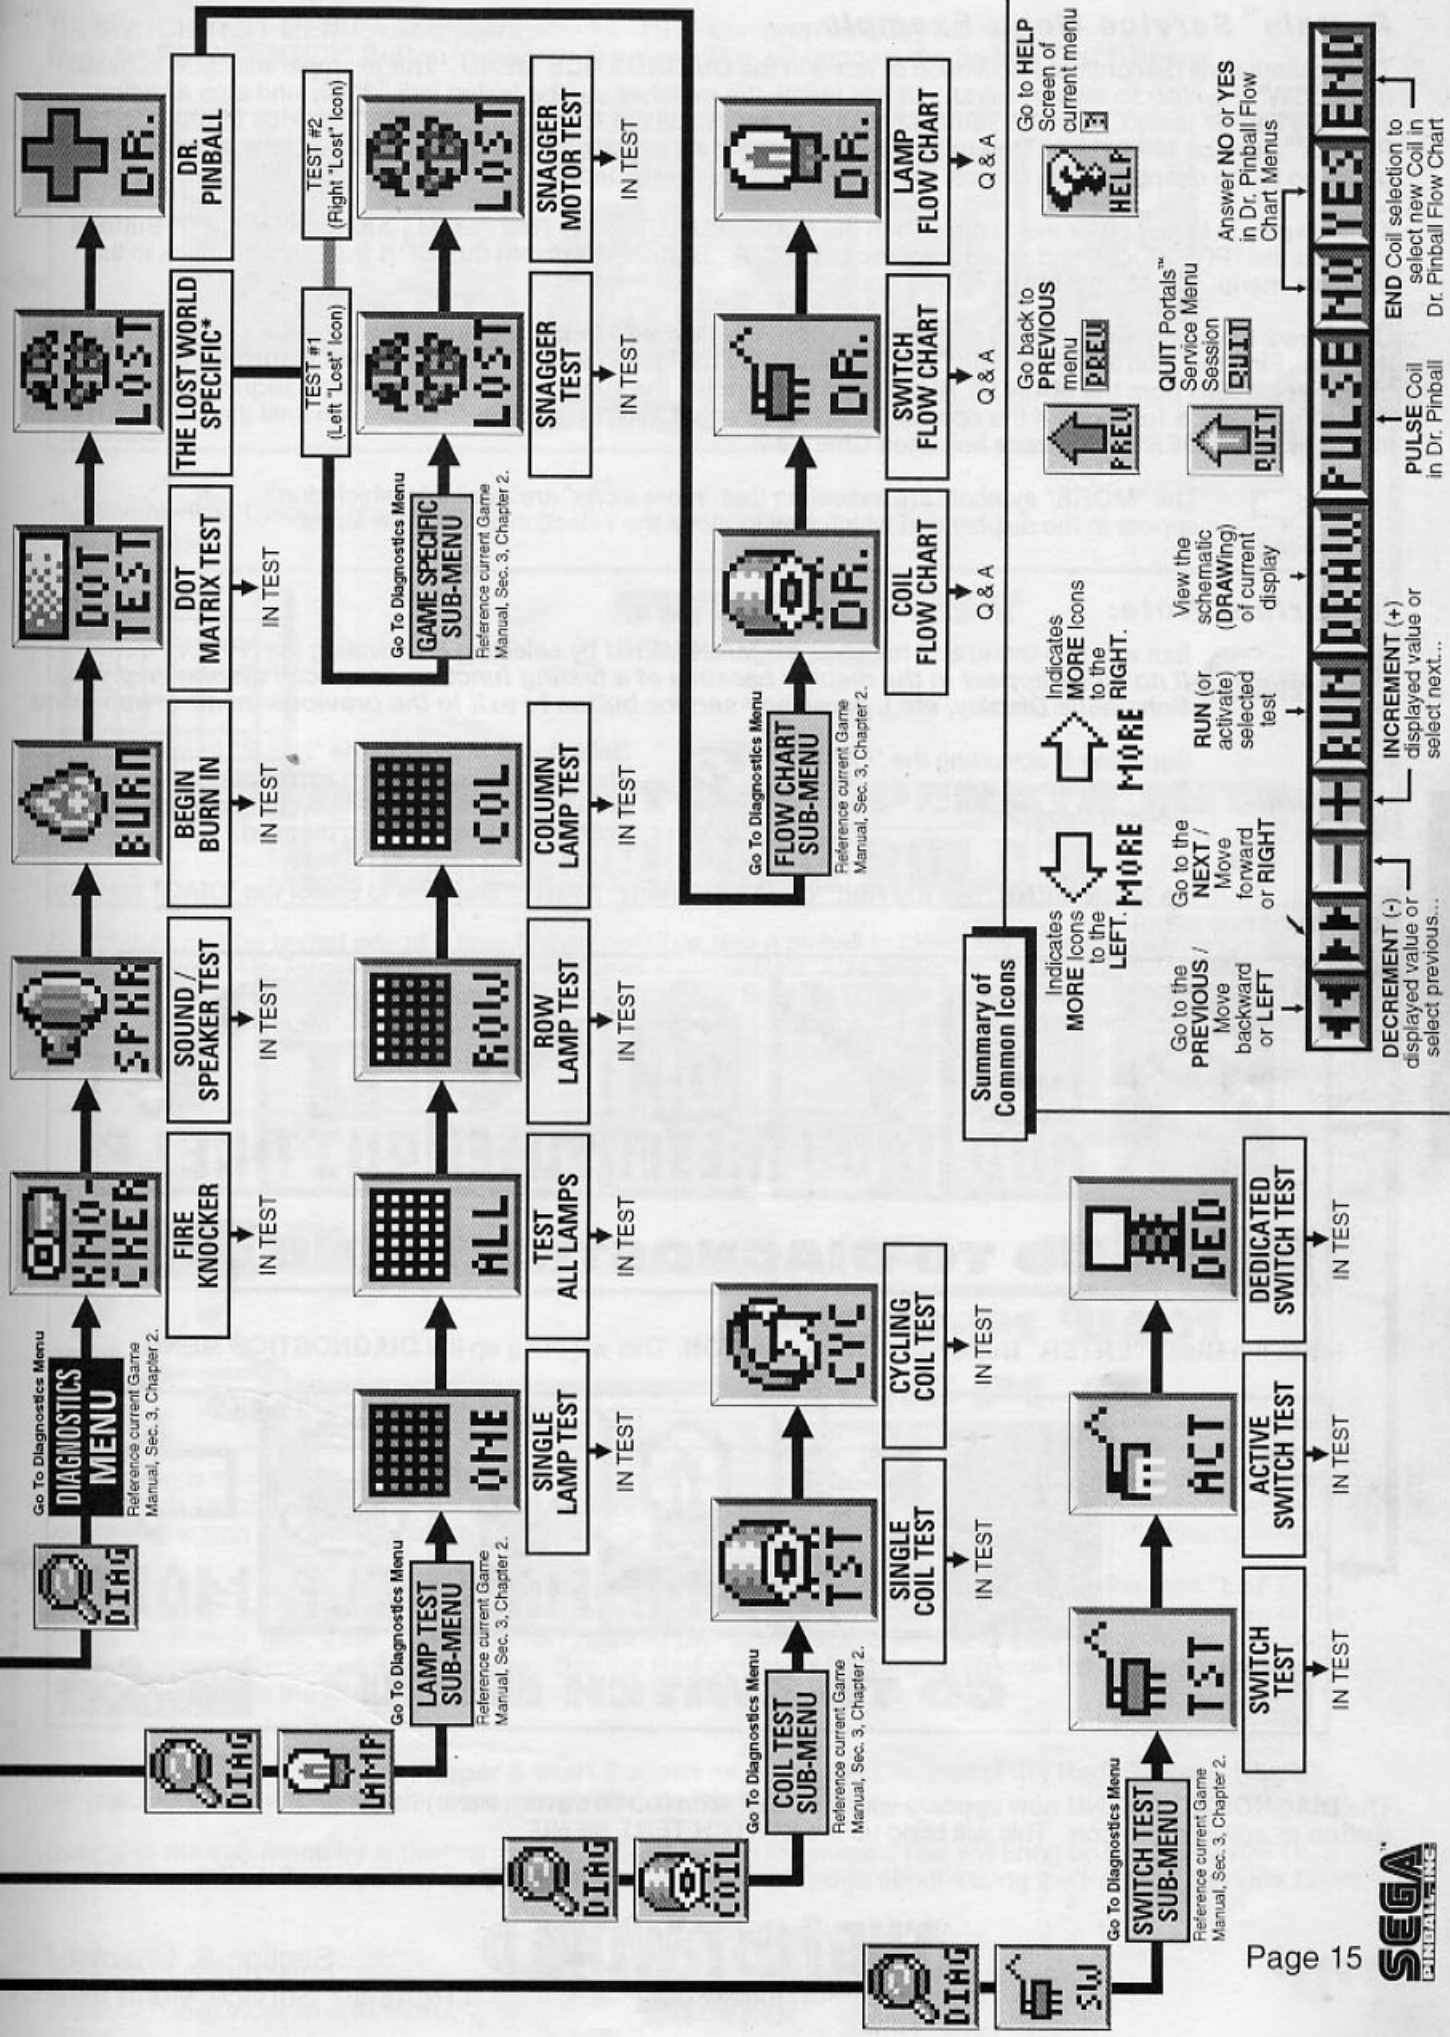 DIAG
Go To Diagnostics Menu
DIAGNOSTICS
MENU
Reference current Game
Manual, Sec. 3, Chapter 2.
KNO-
CKER
FIRE
KNOCKER
IN TEST
SPKR
SOUND /
SPEAKER TEST
IN TEST
BURN
BEGIN
BURN IN
IN TEST
DOT
TEST
DOT
MATRIX TEST
IN TEST
LOST
THE LOST WORLD
SPECIFIC*
DR.
DR.
PINBALL
DIAG
LAMP
Go To Diagnostics Menu
LAMP TEST
SUB-MENU
Reference current Game
Manual, Sec. 3, Chapter 2.
ONE
SINGLE
LAMP TEST
IN TEST
ALL
TEST
ALL LAMPS
IN TEST
ROW
ROW
LAMP TEST
IN TEST
COL
COLUMN
LAMP TEST
IN TEST
Go To Diagnostics Menu
GAME SPECIFIC
SUB-MENU
Reference current Game
Manual, Sec. 3, Chapter 2.
TEST #1
(Left "Lost" Icon)
LOST
SNAGGER
TEST
IN TEST
TEST #2
(Right "Lost" Icon)
LOST
SNAGGER
MOTOR TEST
IN TEST
DIAG
COIL
Go To Diagnostics Menu
COIL TEST
SUB-MENU
Reference current Game
Manual, Sec. 3, Chapter 2.
TST
SINGLE
COIL TEST
IN TEST
CYC
CYCLING
COIL TEST
IN TEST
Go To Diagnostics Menu
FLOW CHART
SUB-MENU
Reference current Game
Manual, Sec. 3, Chapter 2.
DR.
COIL
FLOW CHART
Q & A
DR.
SWITCH
FLOW CHART
Q & A
DR.
LAMP
FLOW CHART
Q & A
DIAG
SW
Go To Diagnostics Menu
SWITCH TEST
SUB-MENU
Reference current Game
Manual, Sec. 3, Chapter 2.
TST
SWITCH
TEST
IN TEST
ACT
ACTIVE
SWITCH TEST
IN TEST
DED
DEDICATED
SWITCH TEST
IN TEST
Summary of
Common Icons
Indicates
MORE Icons
to the
LEFT.
MORE
Indicates
MORE Icons
to the
RIGHT.
MORE
Go back to
PREVIOUS
menu
PREV
PREV
Go to HELP
Screen of
current menu
HELP
QUIT Portals™
Service Menu
Session
QUIT
QUIT
Go to the
PREVIOUS /
Move
backward
or LEFT
Go to the
NEXT /
Move
forward
or RIGHT
RUN (or
activate)
selected
test
View the
schematic
(DRAWing)
of current
display
Answer NO or YES
in Dr. Pinball Flow
Chart Menus
- + RUN DRAW PULSE NO YES END
DECREMENT (-)
displayed value or
select previous...
INCREMENT (+)
displayed value or
select next...
PULSE Coil
in Dr. Pinball
END Coil selection to
select new Coil in
Dr. Pinball Flow Chart
Page 15
SEGA™
PINBALL, INC.